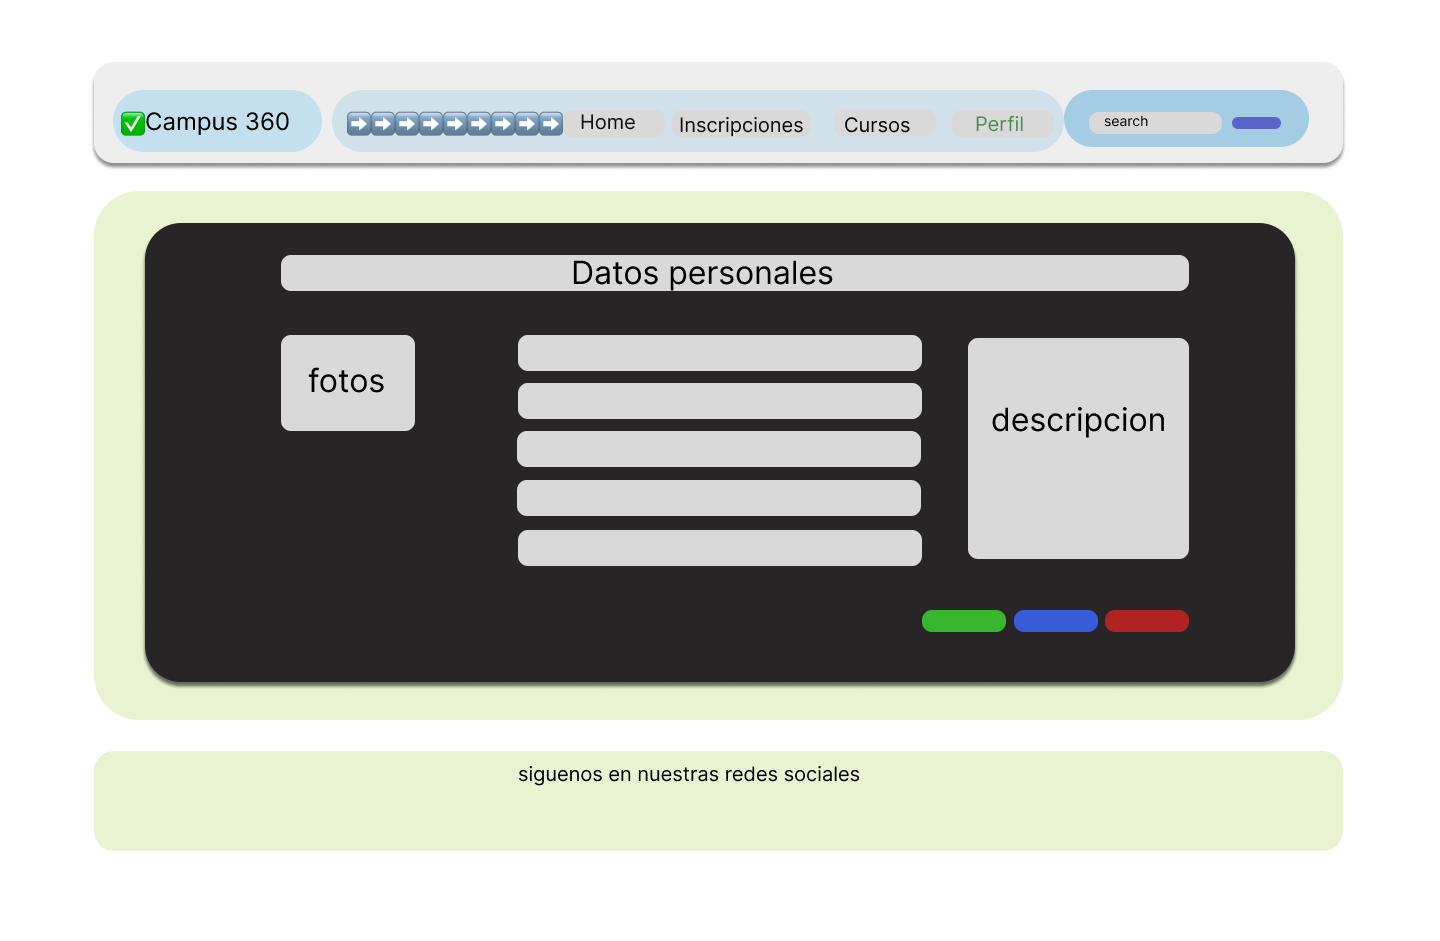 ✅Campus 360
➡️➡️➡️➡️➡️➡️➡️➡️➡️ Home Inscripciones Cursos Perfil
search
Datos personales
fotos
descripcion
siguenos en nuestras redes sociales